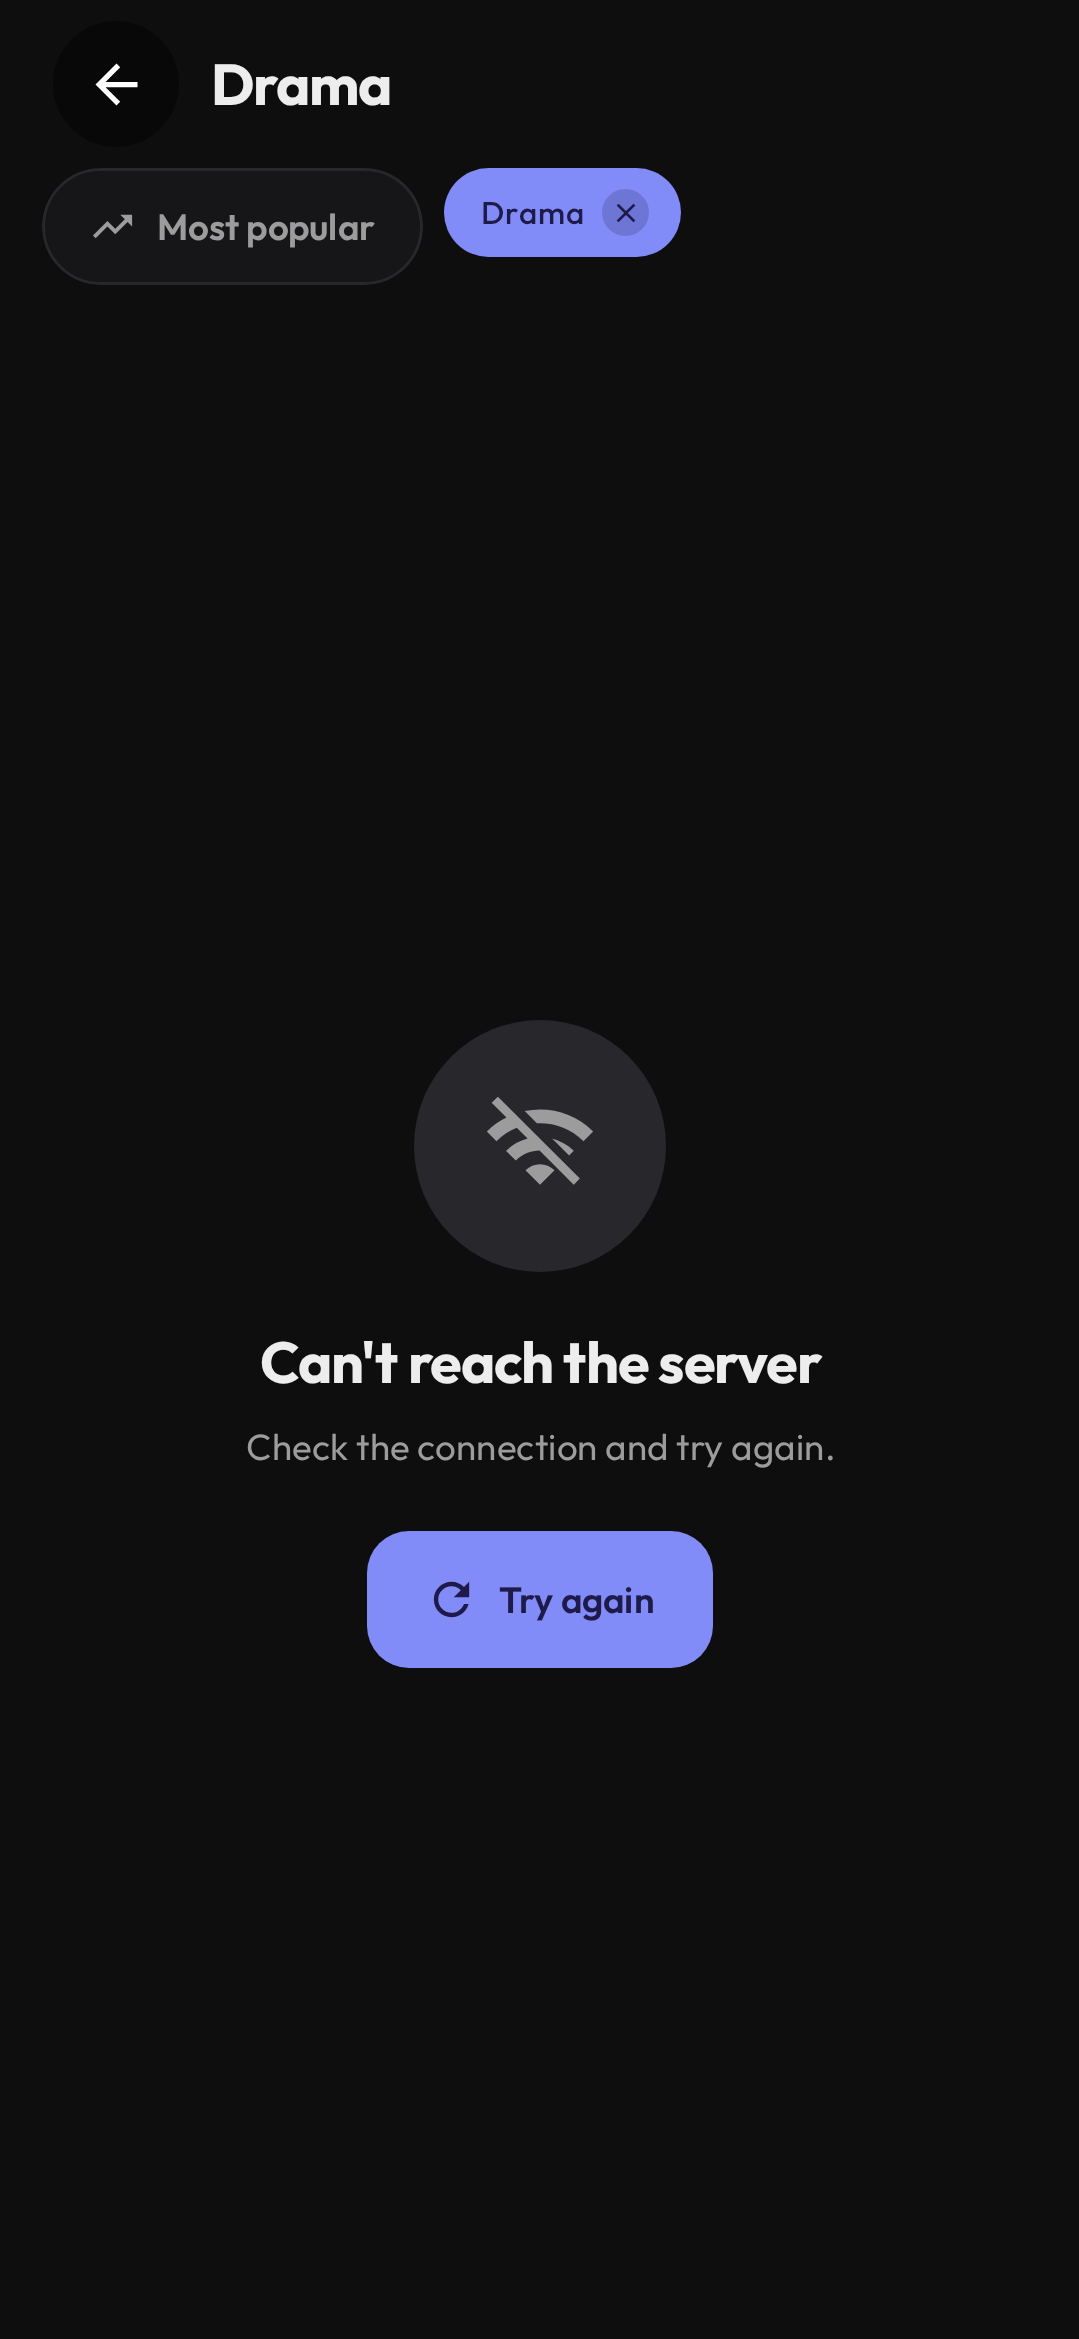 Drama
Most popular
Drama
Can't reach the server
Check the connection and try again.
Try again